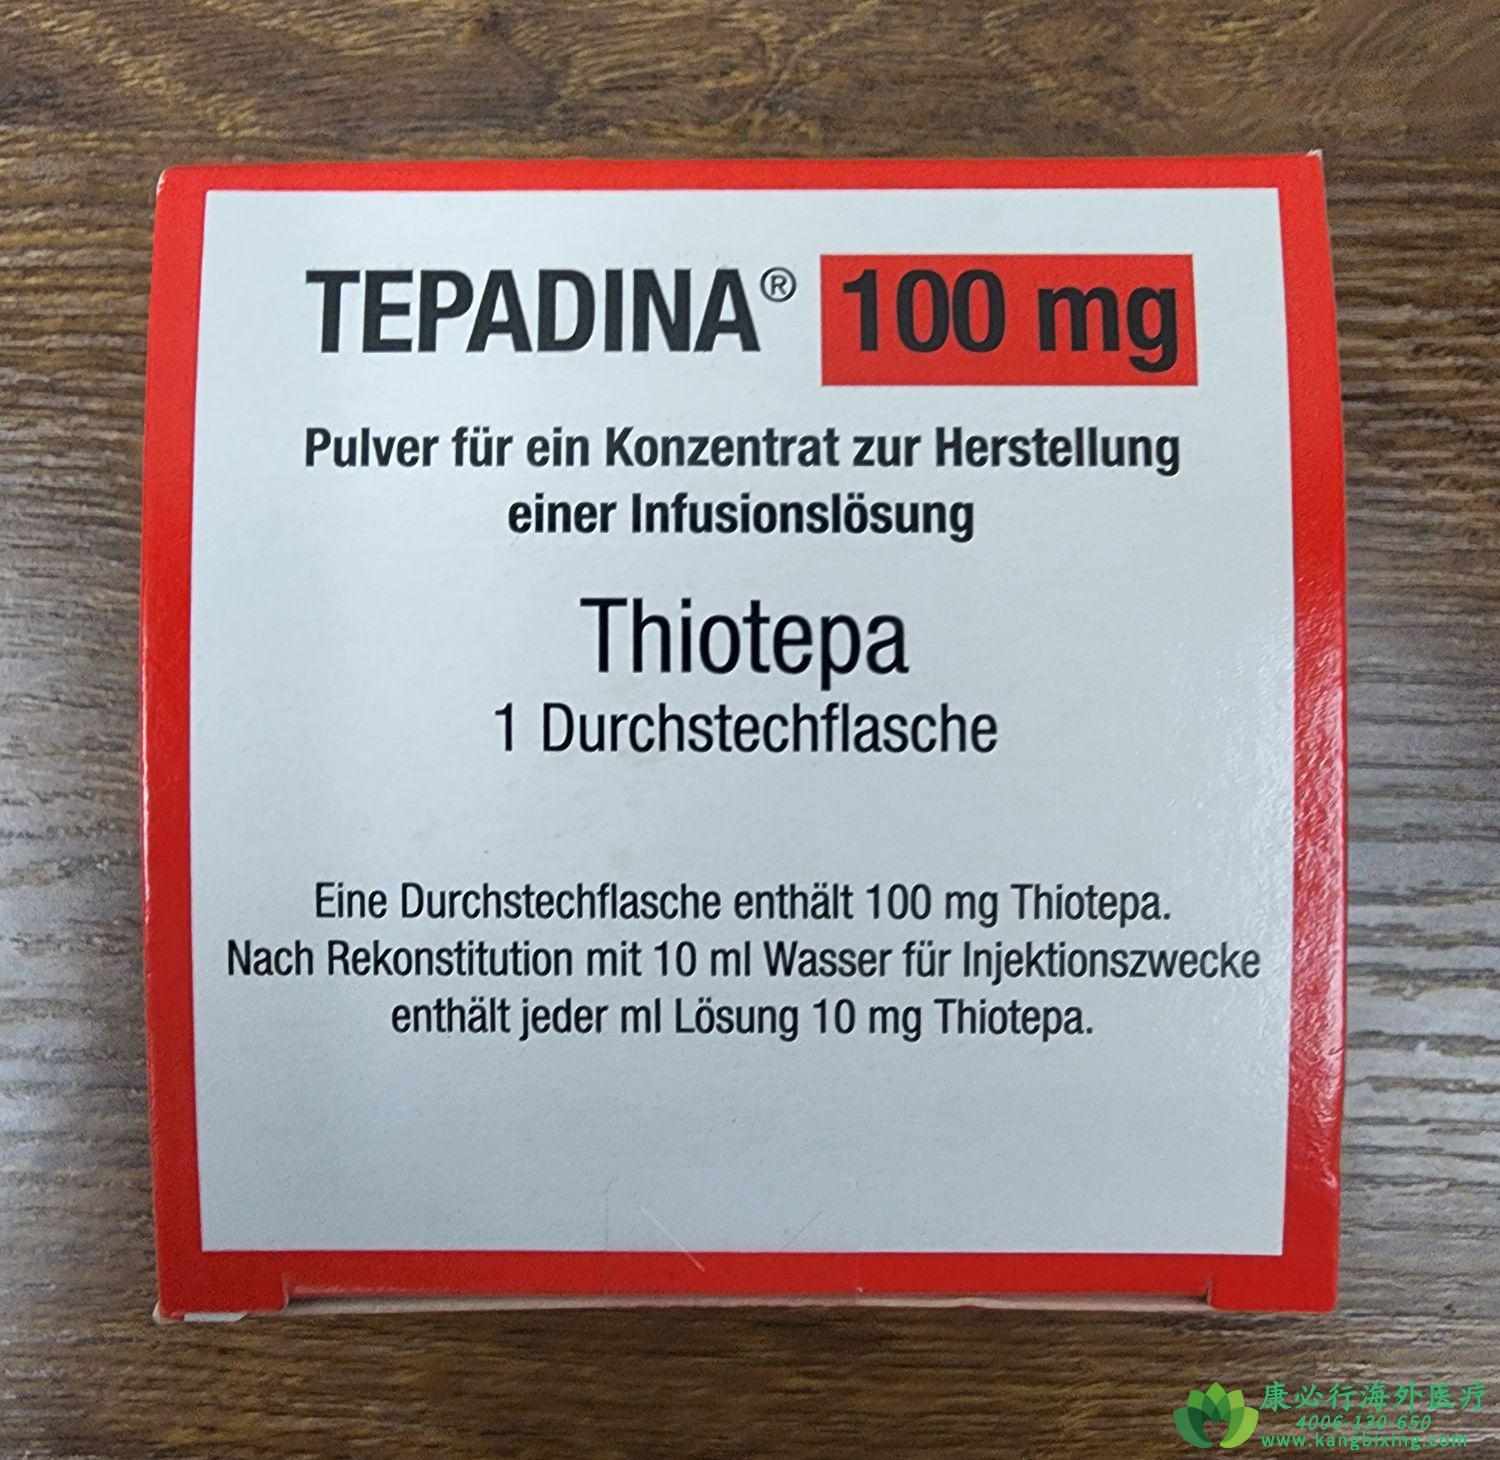 TEPADINA® 100 mg
Pulver für ein Konzentrat zur Herstellung
einer Infusionslösung
Thiotepa
1 Durchstechflasche
Eine Durchstechflasche enthält 100 mg Thiotepa.
Nach Rekonstitution mit 10 ml Wasser für Injektionszwecke
enthält jeder ml Lösung 10 mg Thiotepa.
康必行海外医疗
4006-130-650
www.kangbixing.com